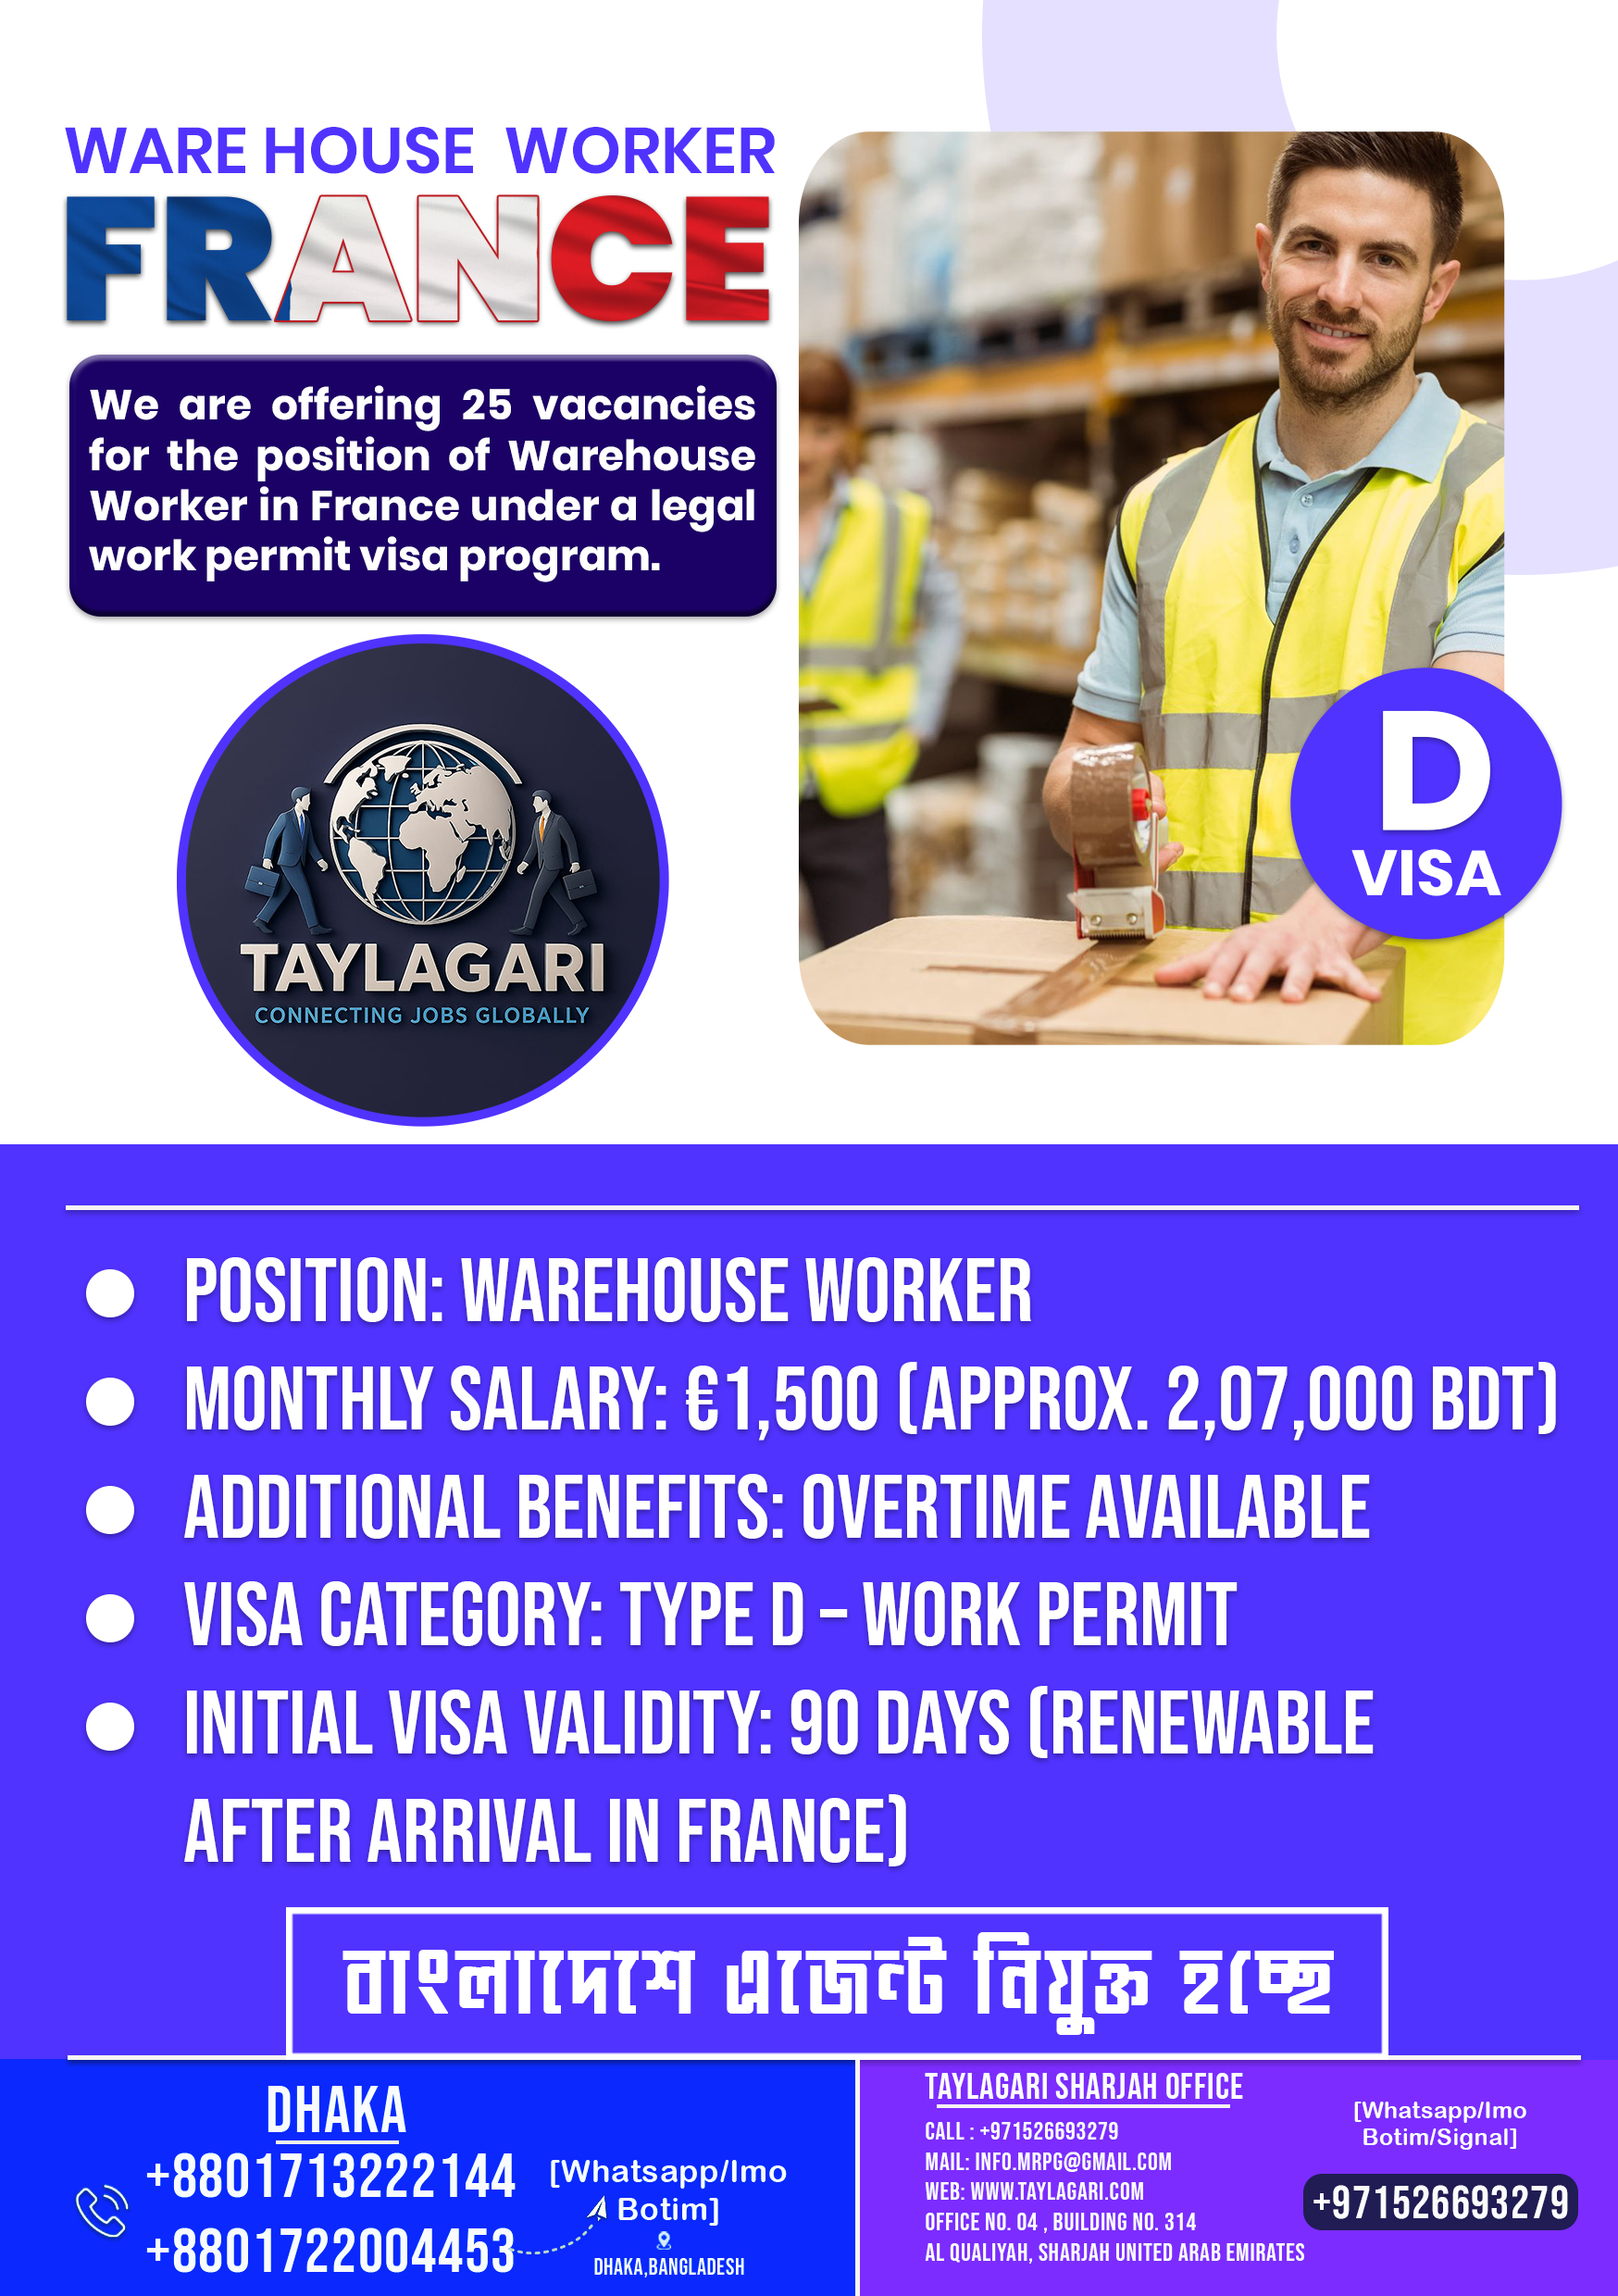 WARE HOUSE WORKER
FRANCE
We are offering 25 vacancies
for the position of Warehouse
Worker in France under a legal
work permit visa program.
TAYLAGARI
CONNECTING JOBS GLOBALLY
D
VISA
POSITION: WAREHOUSE WORKER
MONTHLY SALARY: €1,500 (APPROX. 2,07,000 BDT)
ADDITIONAL BENEFITS: OVERTIME AVAILABLE
VISA CATEGORY: TYPE D – WORK PERMIT
INITIAL VISA VALIDITY: 90 DAYS (RENEWABLE
AFTER ARRIVAL IN FRANCE)
বাংলাদেশে এজেন্ট নিযুক্ত হচ্ছে
DHAKA
+8801713222144
+8801722004453
[Whatsapp/Imo
Botim]
DHAKA,BANGLADESH
TAYLAGARI SHARJAH OFFICE
CALL : +971526693279
MAIL: INFO.MRPG@GMAIL.COM
WEB: WWW.TAYLAGARI.COM
OFFICE NO. 04 , BUILDING NO. 314
AL QUALIYAH, SHARJAH UNITED ARAB EMIRATES
[Whatsapp/Imo
Botim/Signal]
+971526693279